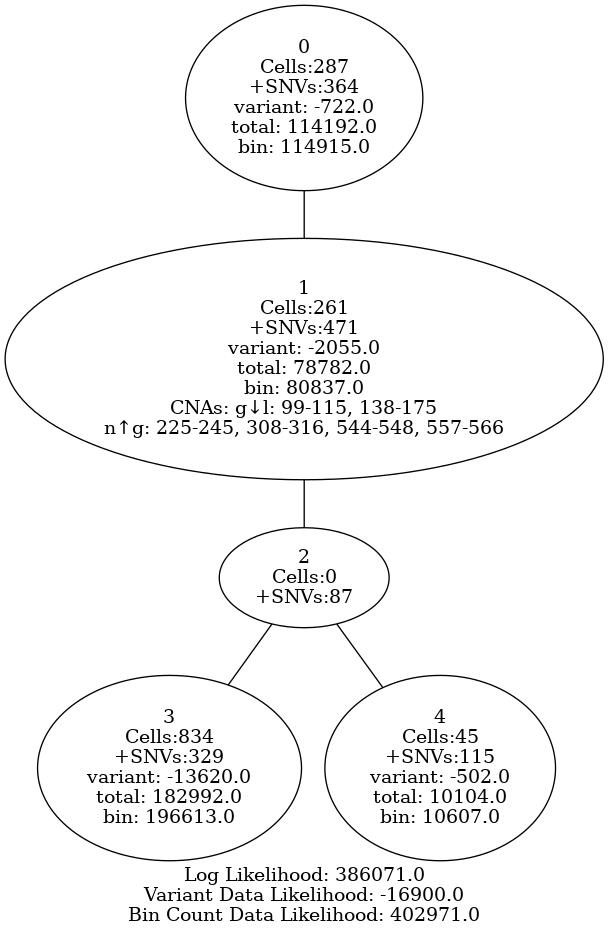 0
Cells:287
+SNVs:364
variant: -722.0
total: 114192.0
bin: 114915.0
1
Cells:261
+SNVs:471
variant: -2055.0
total: 78782.0
bin: 80837.0
CNAs: g↓l: 99-115, 138-175
n↑g: 225-245, 308-316, 544-548, 557-566
2
Cells:0
+SNVs:87
3
Cells:834
+SNVs:329
variant: -13620.0
total: 182992.0
bin: 196613.0
4
Cells:45
+SNVs:115
variant: -502.0
total: 10104.0
bin: 10607.0
Log Likelihood: 386071.0
Variant Data Likelihood: -16900.0
Bin Count Data Likelihood: 402971.0